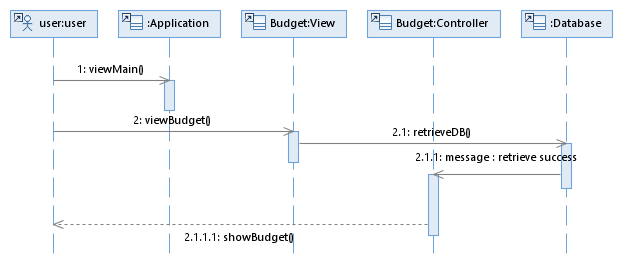 user:user
:Application
Budget:View
Budget:Controller
:Database
1: viewMain()
2: viewBudget()
2.1: retrieveDB()
2.1.1: message : retrieve success
2.1.1.1: showBudget()